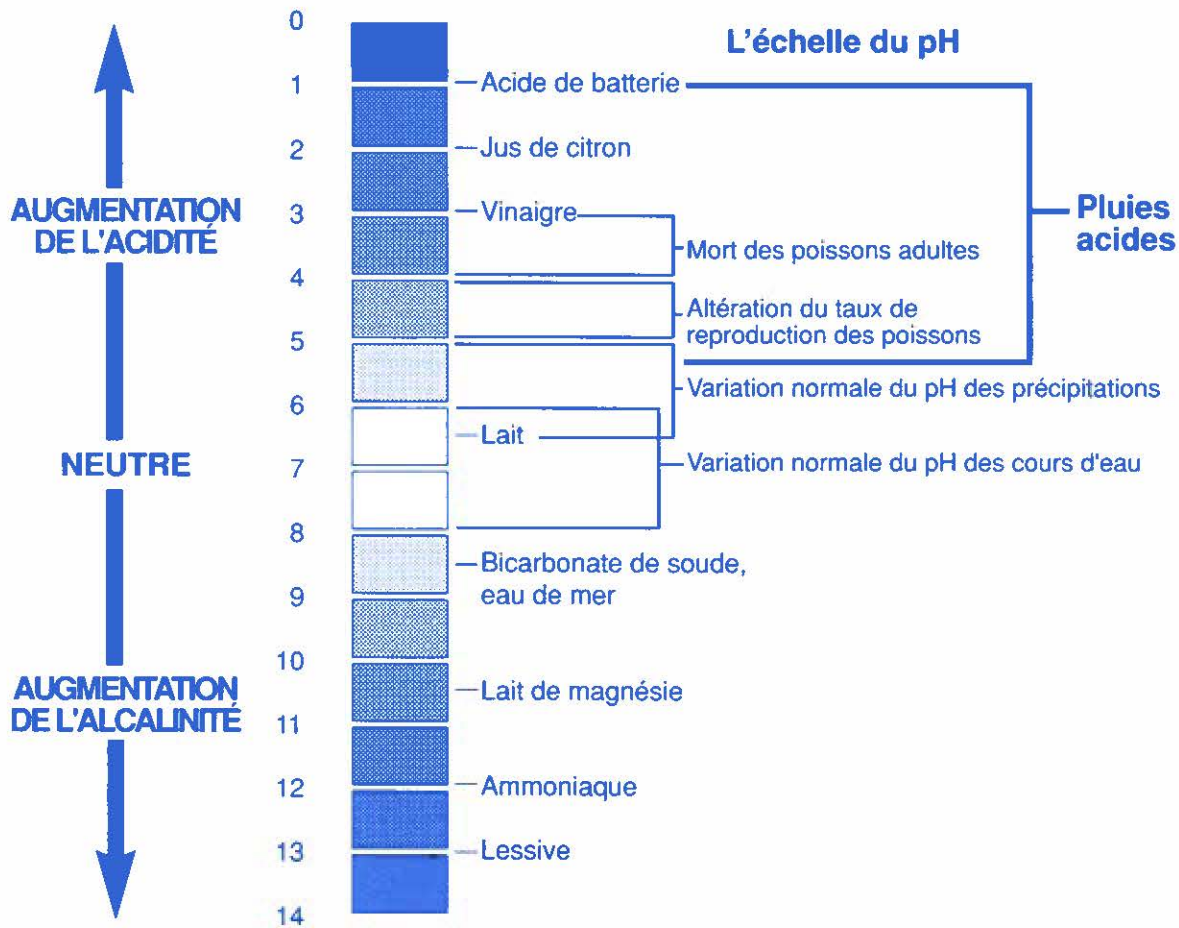 L'échelle du pH
0
1
2
3
4
5
6
7
8
9
10
11
12
13
14
AUGMENTATION
DE L'ACIDITÉ
NEUTRE
AUGMENTATION
DE L'ALCALINITÉ
Acide de batterie
Jus de citron
Vinaigre
Mort des poissons adultes
Altération du taux de
reproduction des poissons
Variation normale du pH des précipitations
Lait
Variation normale du pH des cours d'eau
Bicarbonate de soude,
eau de mer
Lait de magnésie
Ammoniaque
Lessive
Pluies
acides